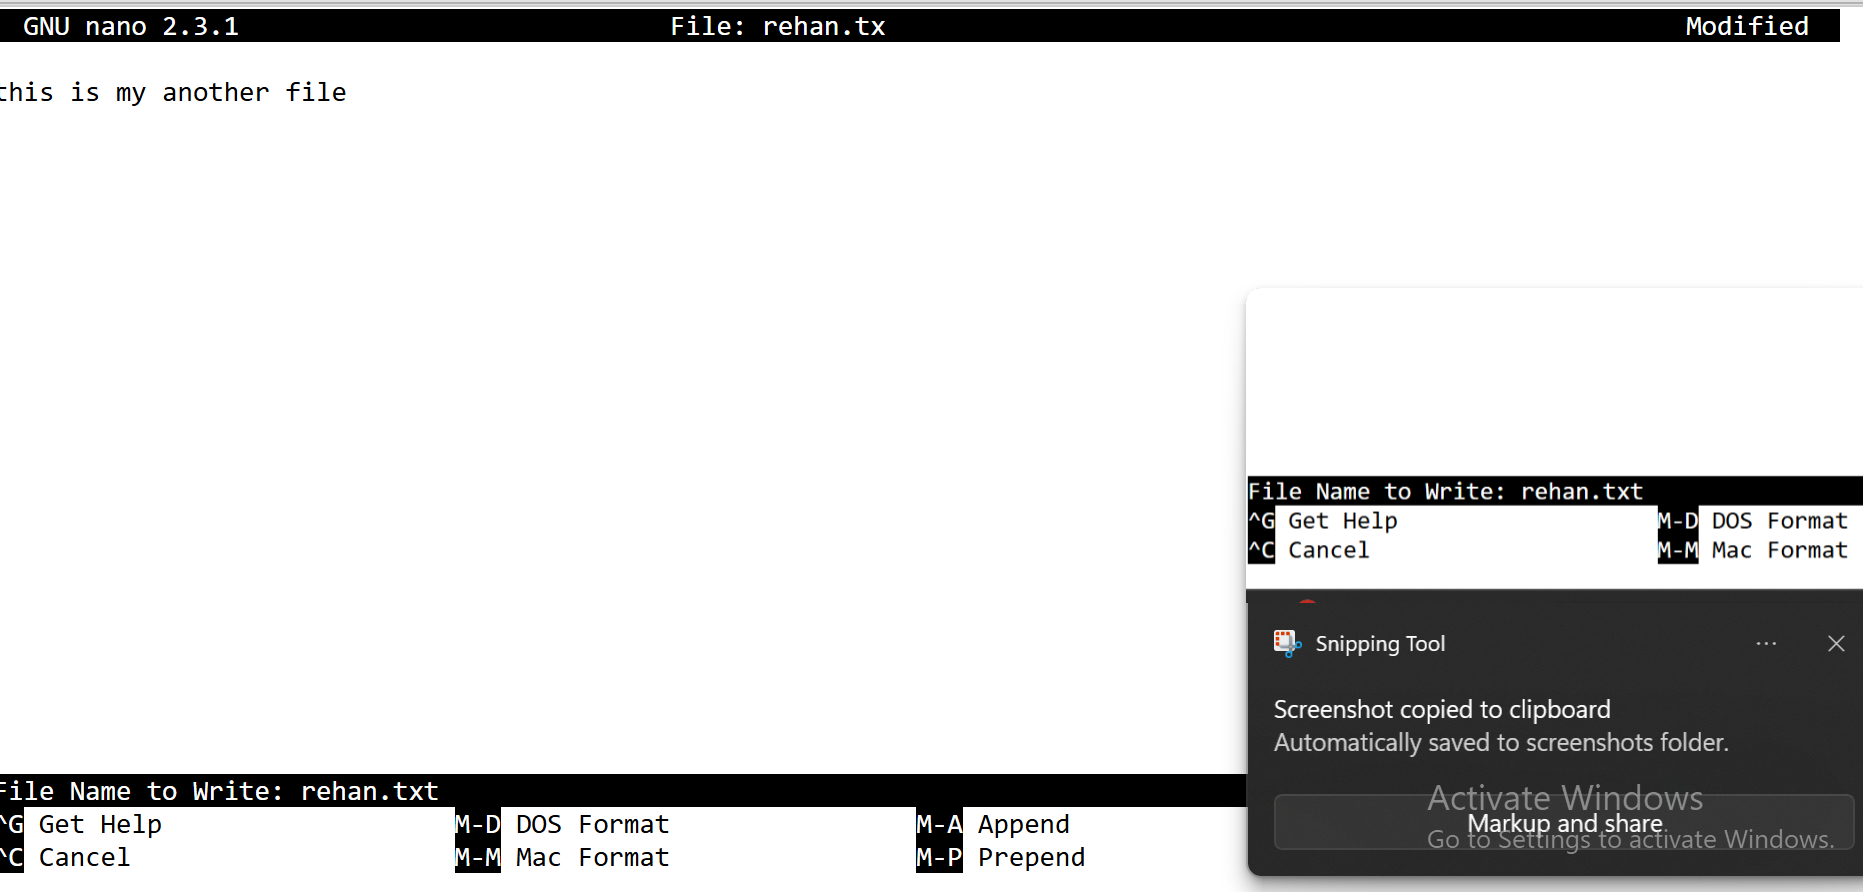 GNU nano 2.3.1 File: rehan.tx Modified
this is my another file
File Name to Write: rehan.txt
^G Get Help M-D DOS Format
^C Cancel M-M Mac Format
Snipping Tool
Screenshot copied to clipboard
Automatically saved to screenshots folder.
Markup and share
Activate Windows
Go to Settings to activate Windows.
File Name to Write: rehan.txt
^G Get Help M-D DOS Format M-A Append
^C Cancel M-M Mac Format M-P Prepend